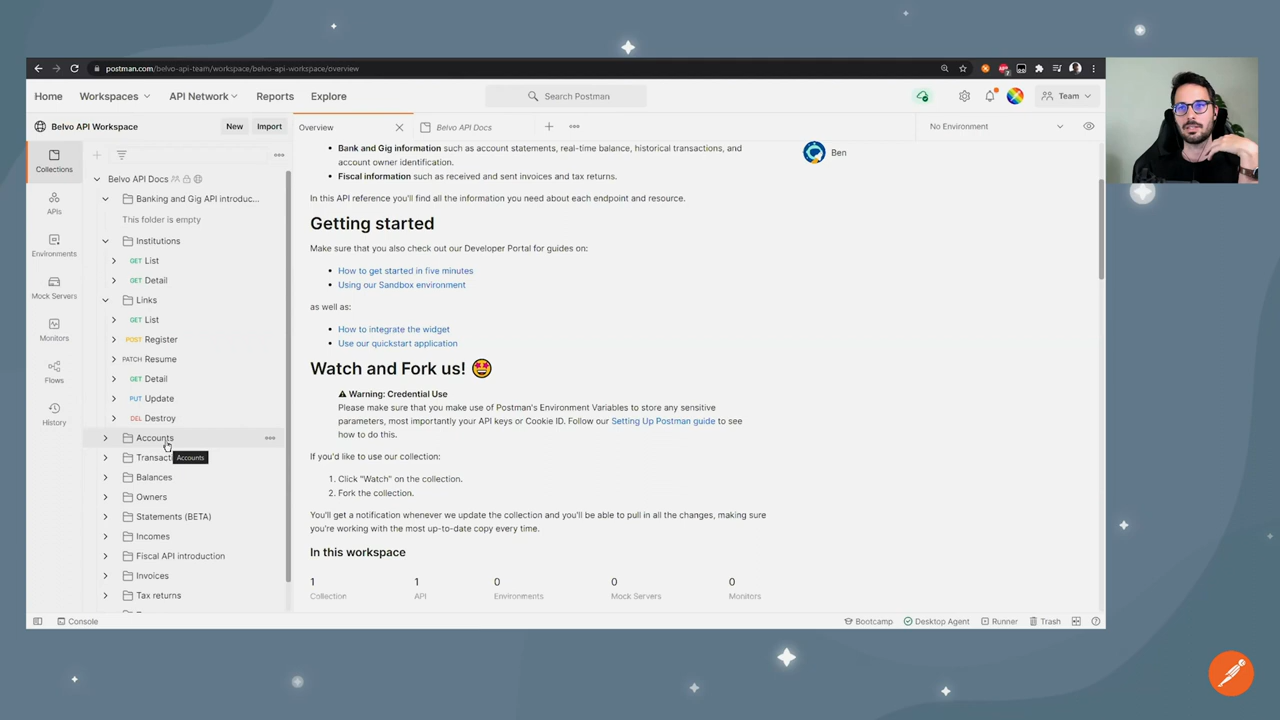 postman.com/belvo-api-team/workspace/belvo-api-workspace/overview
Home
Workspaces
API Network
Reports
Explore
Search Postman
Team
Belvo API Workspace
New
Import
Overview
Belvo API Docs
No Environment
Collections
APIs
Environments
Mock Servers
Monitors
Flows
History
Belvo API Docs
Banking and Gig API introduc...
This folder is empty
Institutions
GET List
GET Detail
Links
GET List
POST Register
PATCH Resume
GET Detail
PUT Update
DEL Destroy
Accounts
Transacti
Accounts
Balances
Owners
Statements (BETA)
Incomes
Fiscal API introduction
Invoices
Tax returns
• Bank and Gig information such as account statements, real-time balance, historical transactions, and
account owner identification.
• Fiscal information such as received and sent invoices and tax returns.
In this API reference you'll find all the information you need about each endpoint and resource.
Getting started
Make sure that you also check out our Developer Portal for guides on:
• How to get started in five minutes
• Using our Sandbox environment
as well as:
• How to integrate the widget
• Use our quickstart application
Watch and Fork us! 🤩
⚠ Warning: Credential Use
Please make sure that you make use of Postman's Environment Variables to store any sensitive
parameters, most importantly your API keys or Cookie ID. Follow our Setting Up Postman guide to see
how to do this.
If you'd like to use our collection:
1. Click "Watch" on the collection.
2. Fork the collection.
You'll get a notification whenever we update the collection and you'll be able to pull in all the changes, making sure
you're working with the most up-to-date copy every time.
In this workspace
1 1 0 0 0
Collection API Environments Mock Servers Monitors
Ben
Console
Bootcamp
Desktop Agent
Runner
Trash